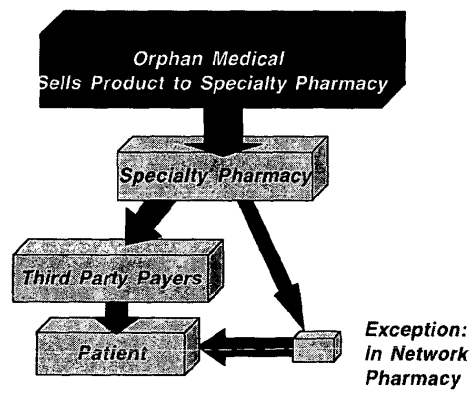 Orphan Medical
Sells Product to Specialty Pharmacy
Specialty Pharmacy
Third Party Payers
Patient
Exception:
In Network
Pharmacy